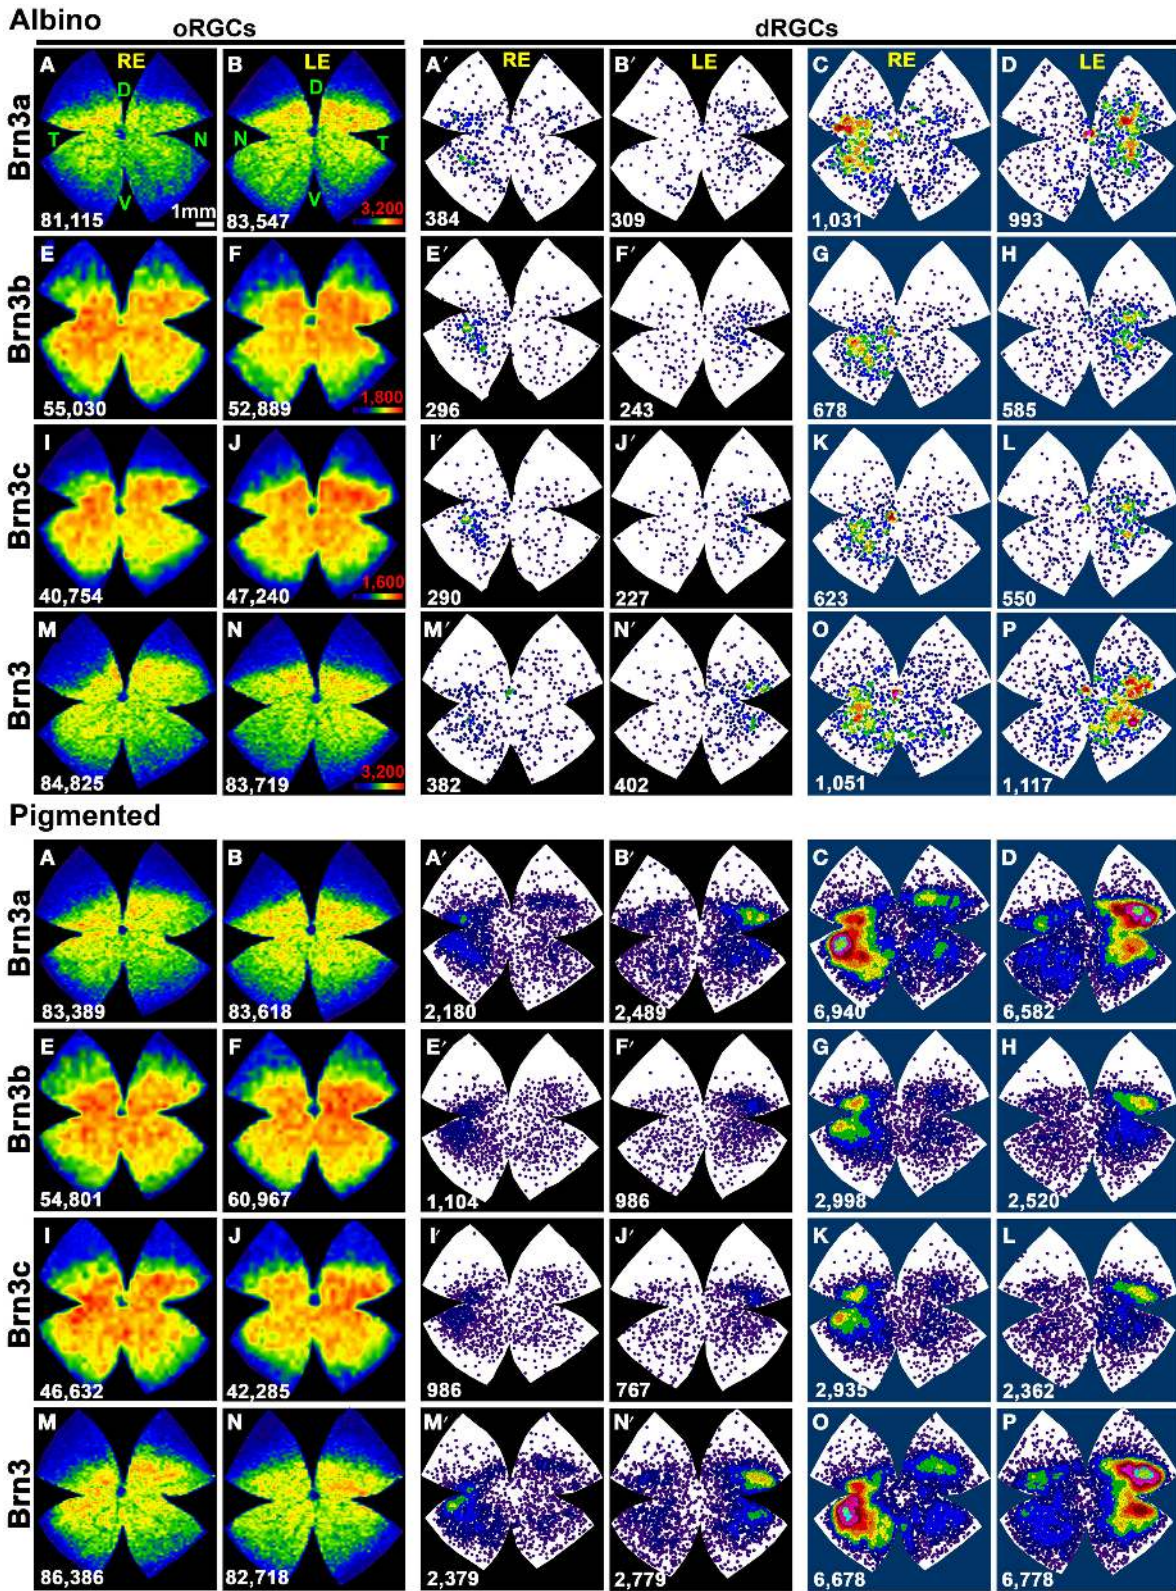 Albino
oRGCs dRGCs
A RE B LE A′ RE B′ LE C RE D LE
D D
T N N T
V V
Brn3a
1mm 3,200
81,115 83,547 384 309 1,031 993
E F E′ F′ G H
Brn3b
1,800
55,030 52,889 296 243 678 585
I J I′ J′ K L
Brn3c
1,600
40,754 47,240 290 227 623 550
M N M′ N′ O P
Brn3
3,200
84,825 83,719 382 402 1,051 1,117
Pigmented
A B A′ B′ C D
Brn3a
83,389 83,618 2,180 2,489 6,940 6,582
E F E′ F′ G H
Brn3b
54,801 60,967 1,104 986 2,998 2,520
I J I′ J′ K L
Brn3c
46,632 42,285 986 767 2,935 2,362
M N M′ N′ O P
Brn3
86,386 82,718 2,379 2,779 6,678 6,778